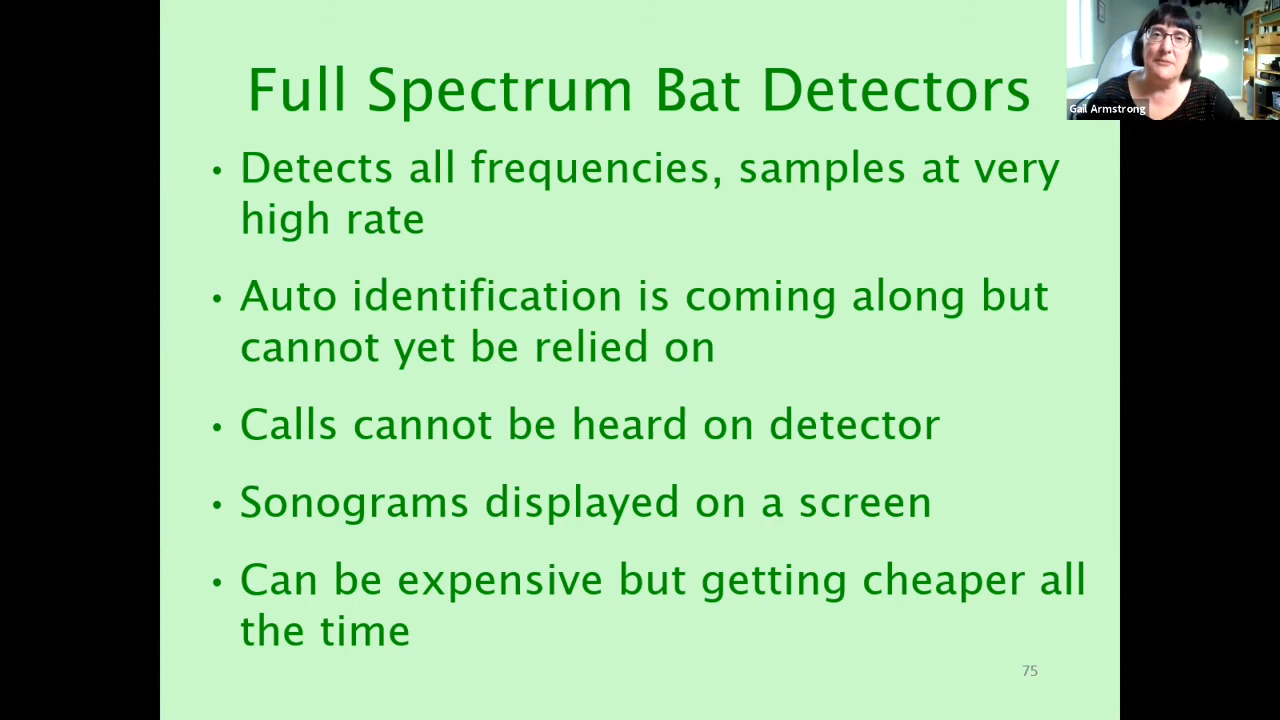 Full Spectrum Bat Detectors
Gail Armstrong
• Detects all frequencies, samples at very
high rate
• Auto identification is coming along but
cannot yet be relied on
• Calls cannot be heard on detector
• Sonograms displayed on a screen
• Can be expensive but getting cheaper all
the time
75